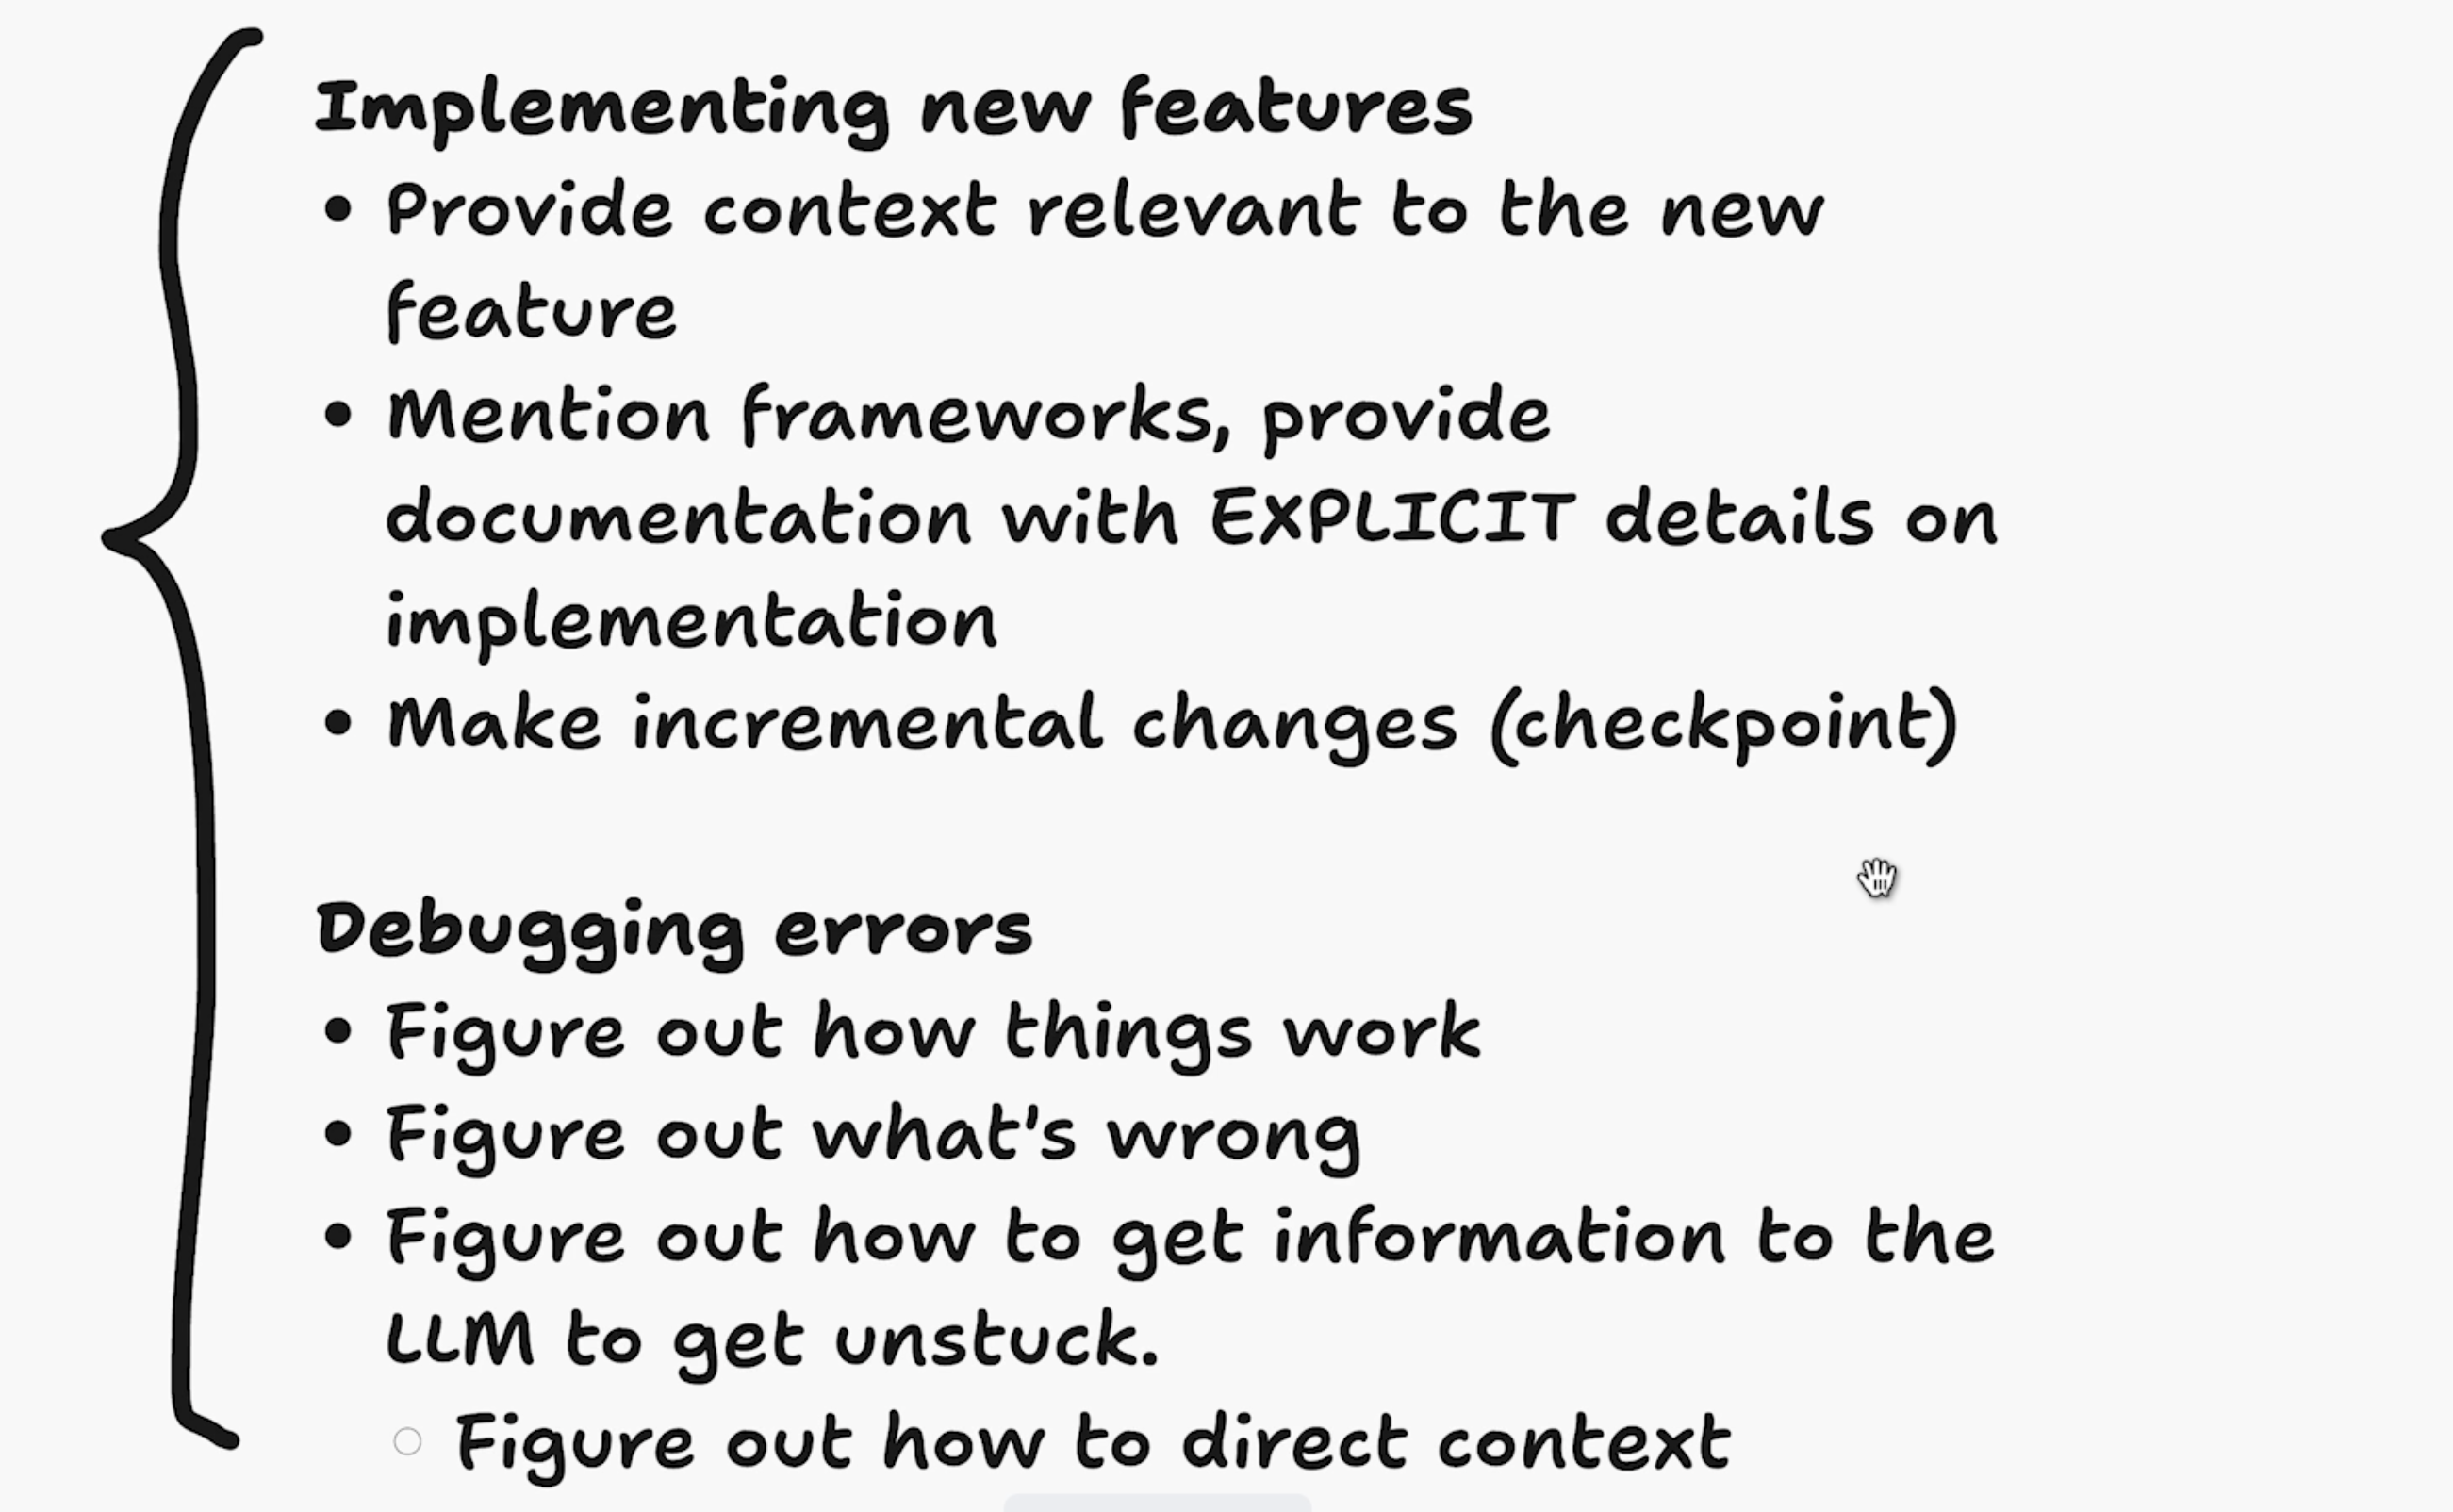 Implementing new features
• Provide context relevant to the new
feature
• Mention frameworks, provide
documentation with EXPLICIT details on
implementation
• Make incremental changes (checkpoint)
Debugging errors
• Figure out how things work
• Figure out what's wrong
• Figure out how to get information to the
LLM to get unstuck.
○ Figure out how to direct context